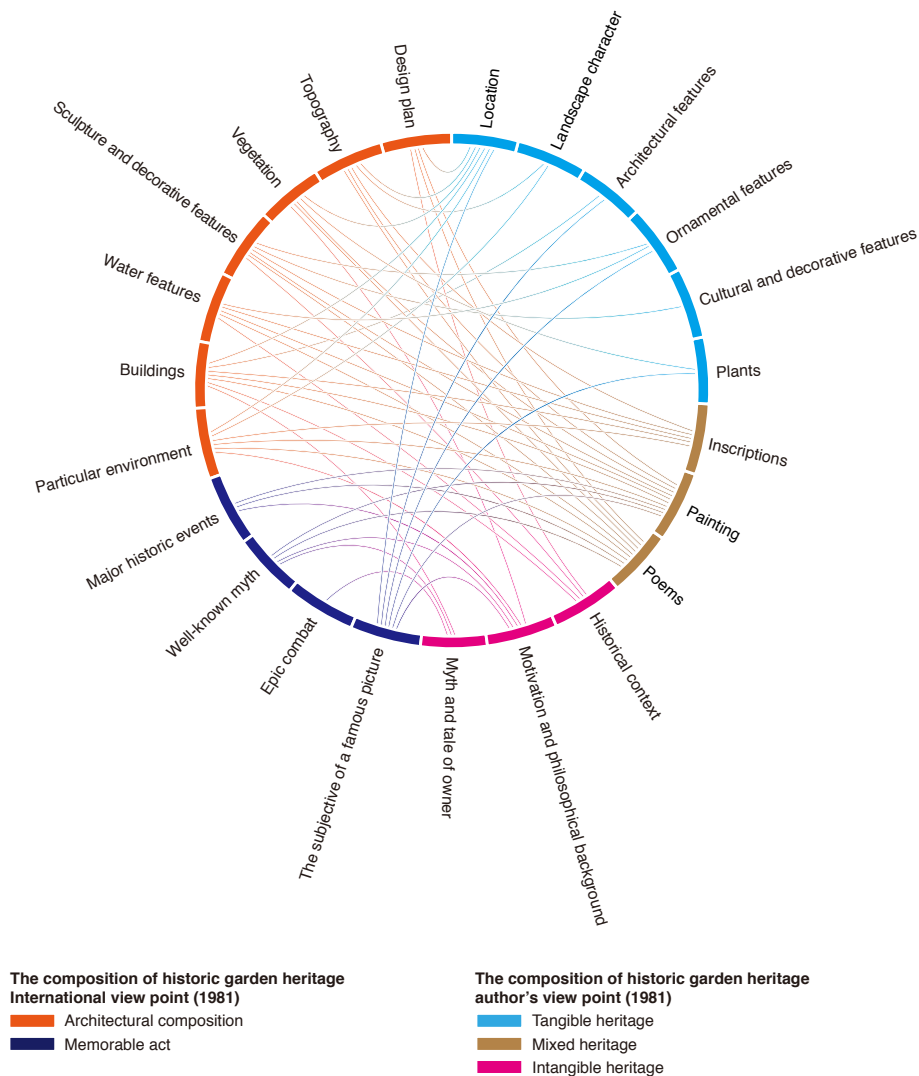 Design plan
Location
Landscape character
Architectural features
Ornamental features
Cultural and decorative features
Plants
Inscriptions
Painting
Poems
Historical context
Motivation and philosophical background
Myth and tale of owner
The subjective of a famous picture
Epic combat
Well-known myth
Major historic events
Particular environment
Buildings
Water features
Sculpture and decorative features
Vegetation
Topography
The composition of historic garden heritage
International view point (1981)
Architectural composition
Memorable act
The composition of historic garden heritage
author's view point (1981)
Tangible heritage
Mixed heritage
Intangible heritage